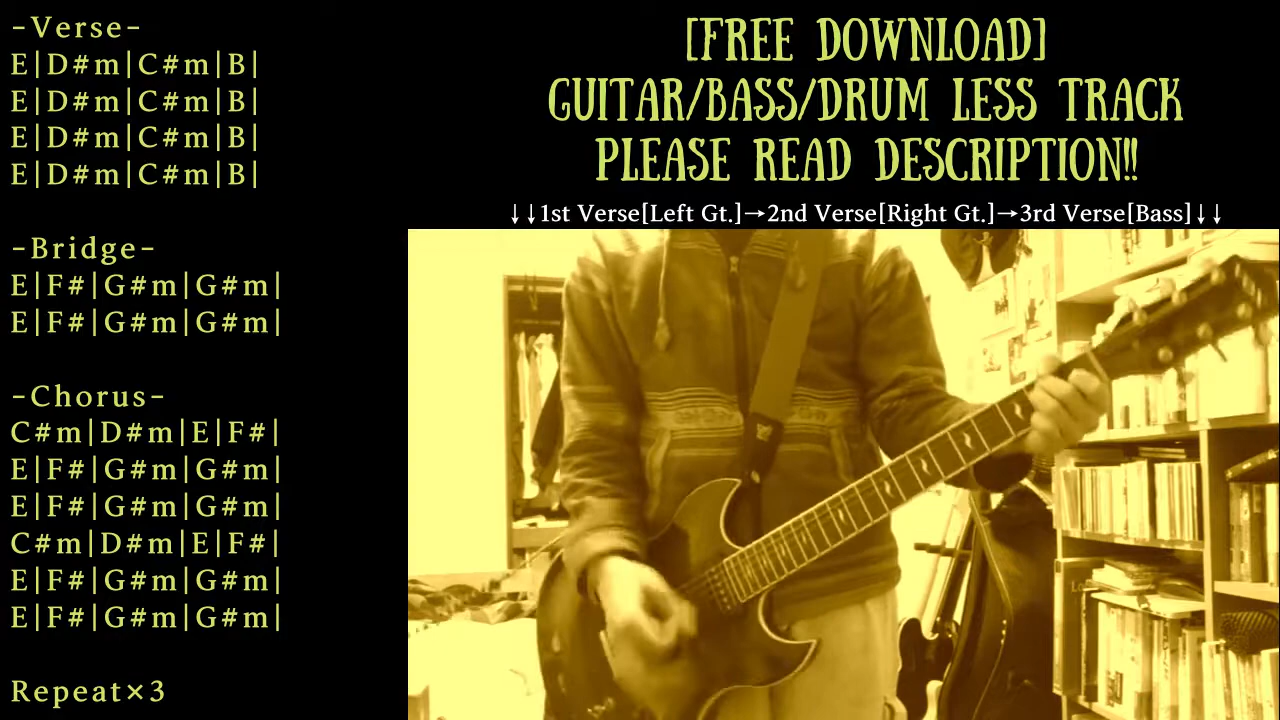 -Verse-
E|D#m|C#m|B|
E|D#m|C#m|B|
E|D#m|C#m|B|
E|D#m|C#m|B|
-Bridge-
E|F#|G#m|G#m|
E|F#|G#m|G#m|
-Chorus-
C#m|D#m|E|F#|
E|F#|G#m|G#m|
E|F#|G#m|G#m|
C#m|D#m|E|F#|
E|F#|G#m|G#m|
E|F#|G#m|G#m|
Repeat×3
[FREE DOWNLOAD]
GUITAR/BASS/DRUM LESS TRACK
PLEASE READ DESCRIPTION!!
↓↓1st Verse[Left Gt.]→2nd Verse[Right Gt.]→3rd Verse[Bass]↓↓